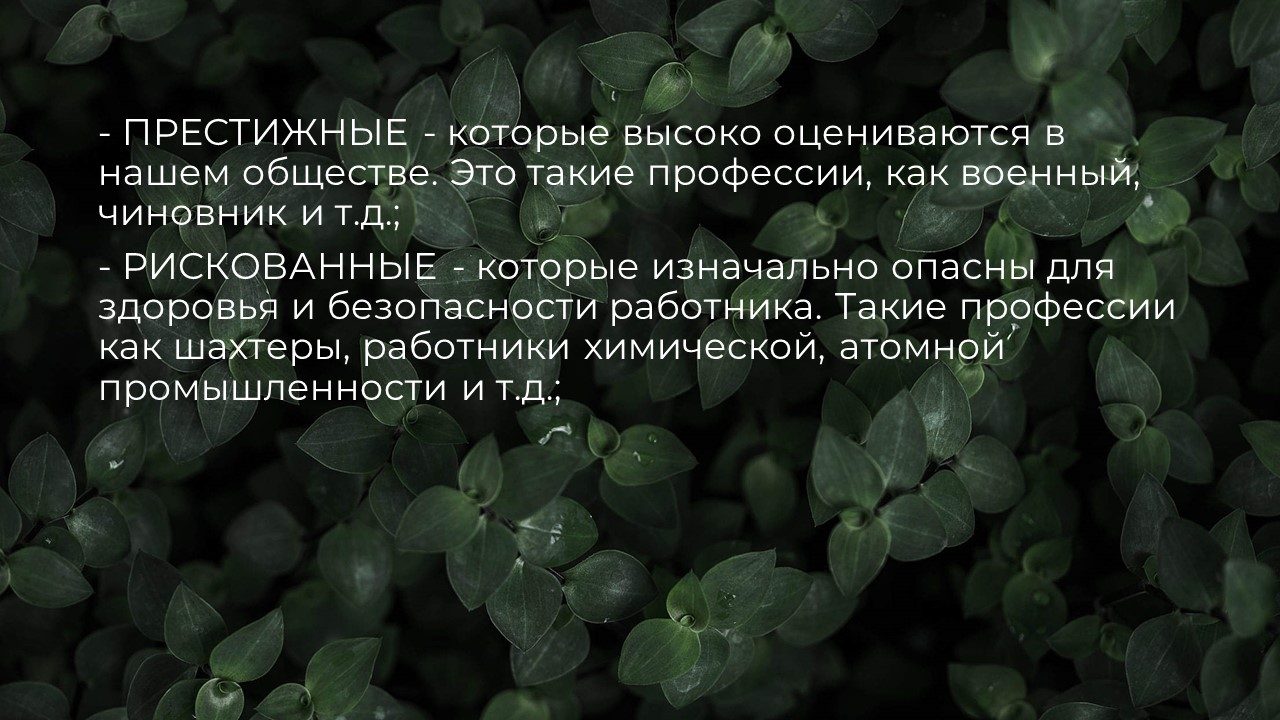 - ПРЕСТИЖНЫЕ - которые высоко оцениваются в
нашем обществе. Это такие профессии, как военный,
чиновник и т.д.;
- РИСКОВАННЫЕ - которые изначально опасны для
здоровья и безопасности работника. Такие профессии
как шахтеры, работники химической, атомной
промышленности и т.д.;